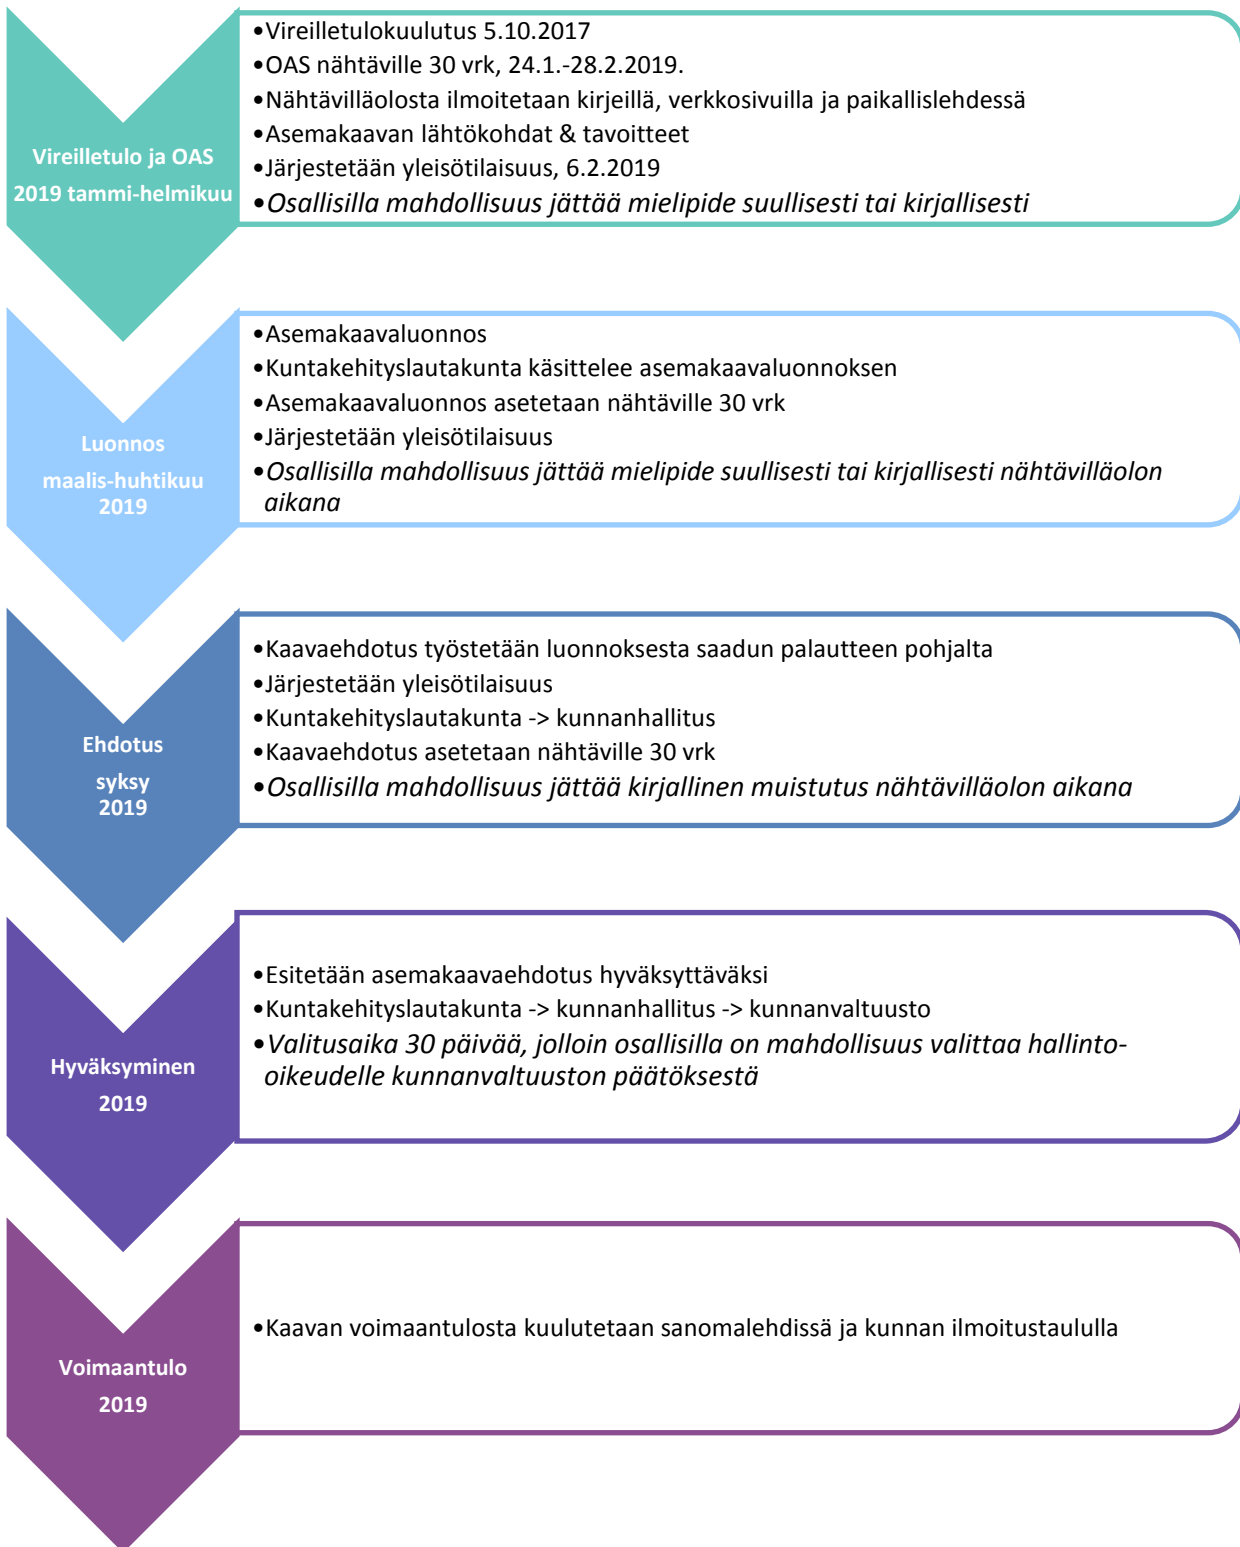 Vireilletulo ja OAS
2019 tammi-helmikuu
•Vireilletulokuulutus 5.10.2017
•OAS nähtäville 30 vrk, 24.1.-28.2.2019.
•Nähtävilläolosta ilmoitetaan kirjeillä, verkkosivuilla ja paikallislehdessä
•Asemakaavan lähtökohdat & tavoitteet
•Järjestetään yleisötilaisuus, 6.2.2019
•Osallisilla mahdollisuus jättää mielipide suullisesti tai kirjallisesti
Luonnos
maalis-huhtikuu
2019
•Asemakaavaluonnos
•Kuntakehityslautakunta käsittelee asemakaavaluonnoksen
•Asemakaavaluonnos asetetaan nähtäville 30 vrk
•Järjestetään yleisötilaisuus
•Osallisilla mahdollisuus jättää mielipide suullisesti tai kirjallisesti nähtävilläolon
aikana
Ehdotus
syksy
2019
•Kaavaehdotus työstetään luonnoksesta saadun palautteen pohjalta
•Järjestetään yleisötilaisuus
•Kuntakehityslautakunta -> kunnanhallitus
•Kaavaehdotus asetetaan nähtäville 30 vrk
•Osallisilla mahdollisuus jättää kirjallinen muistutus nähtävilläolon aikana
Hyväksyminen
2019
•Esitetään asemakaavaehdotus hyväksyttäväksi
•Kuntakehityslautakunta -> kunnanhallitus -> kunnanvaltuusto
•Valitusaika 30 päivää, jolloin osallisilla on mahdollisuus valittaa hallinto-
oikeudelle kunnanvaltuuston päätöksestä
Voimaantulo
2019
•Kaavan voimaantulosta kuulutetaan sanomalehdissä ja kunnan ilmoitustaululla